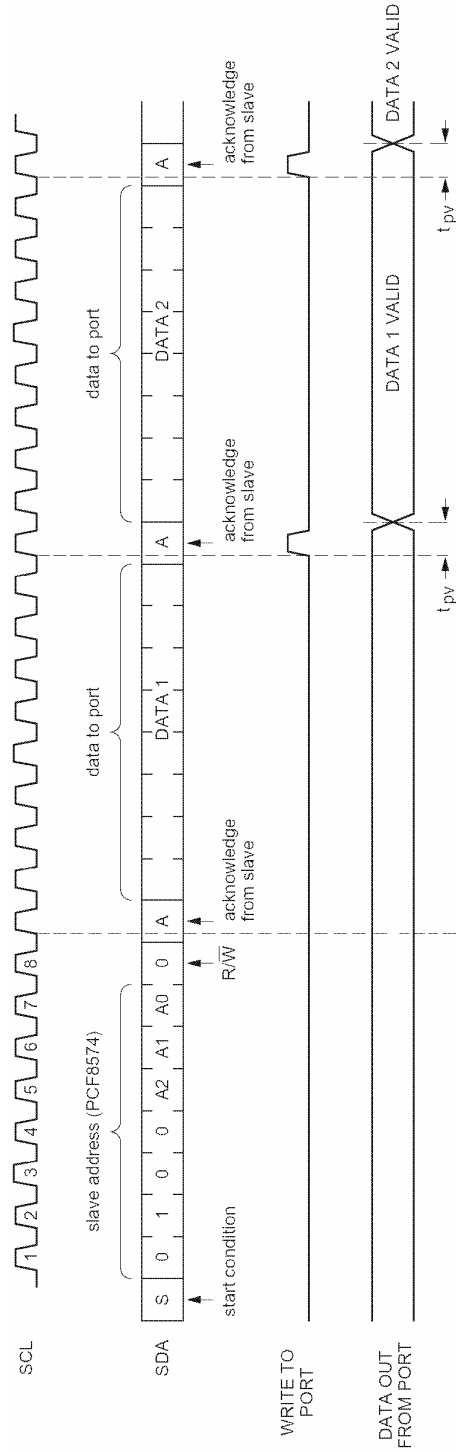 SCL
1 2 3 4 5 6 7 8
slave address (PCF8574)
data to port
data to port
SDA
S 0 1 0 0 A2 A1 A0 0 A DATA 1 A DATA 2 A
start condition
R/W̅
acknowledge
from slave
acknowledge
from slave
acknowledge
from slave
WRITE TO
PORT
DATA OUT
FROM PORT
DATA 1 VALID
DATA 2 VALID
t pv
t pv